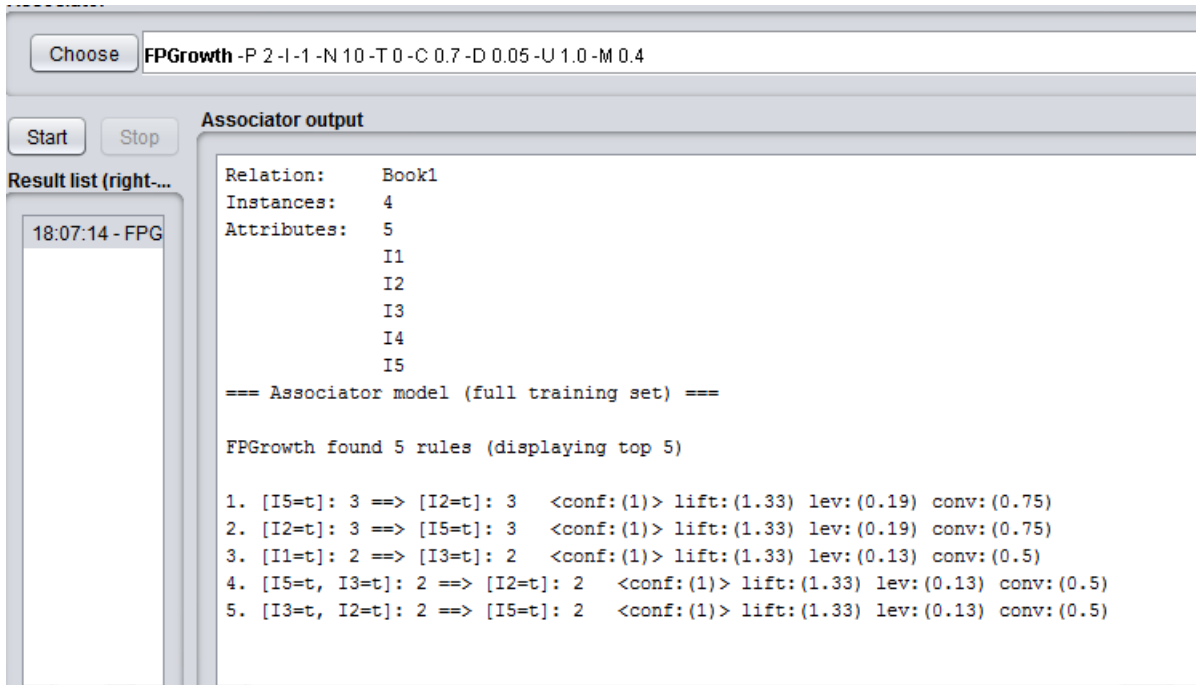 Choose FPGrowth -P 2 -I -1 -N 10 -T 0 -C 0.7 -D 0.05 -U 1.0 -M 0.4
Start Stop
Result list (right-...
18:07:14 - FPG
Associator output
Relation: Book1
Instances: 4
Attributes: 5
I1
I2
I3
I4
I5
=== Associator model (full training set) ===
FPGrowth found 5 rules (displaying top 5)
1. [I5=t]: 3 ==> [I2=t]: 3 <conf:(1)> lift:(1.33) lev:(0.19) conv:(0.75)
2. [I2=t]: 3 ==> [I5=t]: 3 <conf:(1)> lift:(1.33) lev:(0.19) conv:(0.75)
3. [I1=t]: 2 ==> [I3=t]: 2 <conf:(1)> lift:(1.33) lev:(0.13) conv:(0.5)
4. [I5=t, I3=t]: 2 ==> [I2=t]: 2 <conf:(1)> lift:(1.33) lev:(0.13) conv:(0.5)
5. [I3=t, I2=t]: 2 ==> [I5=t]: 2 <conf:(1)> lift:(1.33) lev:(0.13) conv:(0.5)